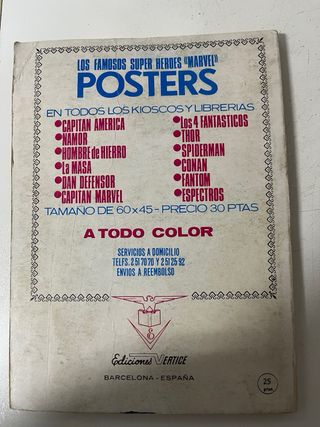 LOS FAMOSOS SUPER HEROES "MARVEL"
POSTERS
EN TODOS LOS KIOSCOS Y LIBRERIAS
CAPITAN AMERICA
NAMOR
HOMBRE de HIERRO
La MASA
DAN DEFENSOR
CAPITAN MARVEL
Los 4 FANTASTICOS
THOR
SPIDERMAN
CONAN
FANTOM
ESPECTROS
TAMAÑO DE 60x45 - PRECIO 30 PTAS
A TODO COLOR
SERVICIOS A DOMICILIO
TELFS. 2 51 70 70 Y 2 51 25 92
ENVIOS A REEMBOLSO
Ediciones VERTICE
BARCELONA - ESPAÑA
25
ptas